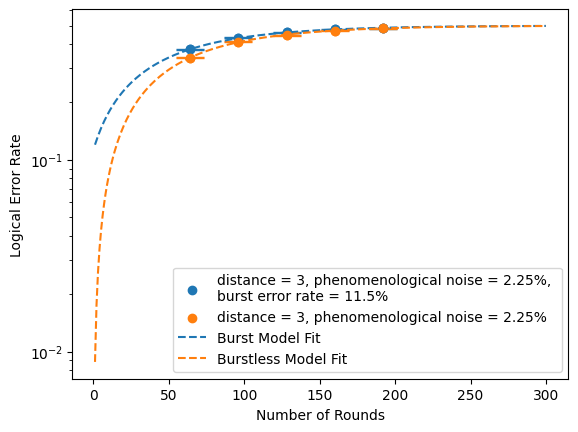 Logical Error Rate
10⁻¹
10⁻²
distance = 3, phenomenological noise = 2.25%,
burst error rate = 11.5%
distance = 3, phenomenological noise = 2.25%
Burst Model Fit
Burstless Model Fit
0 50 100 150 200 250 300
Number of Rounds